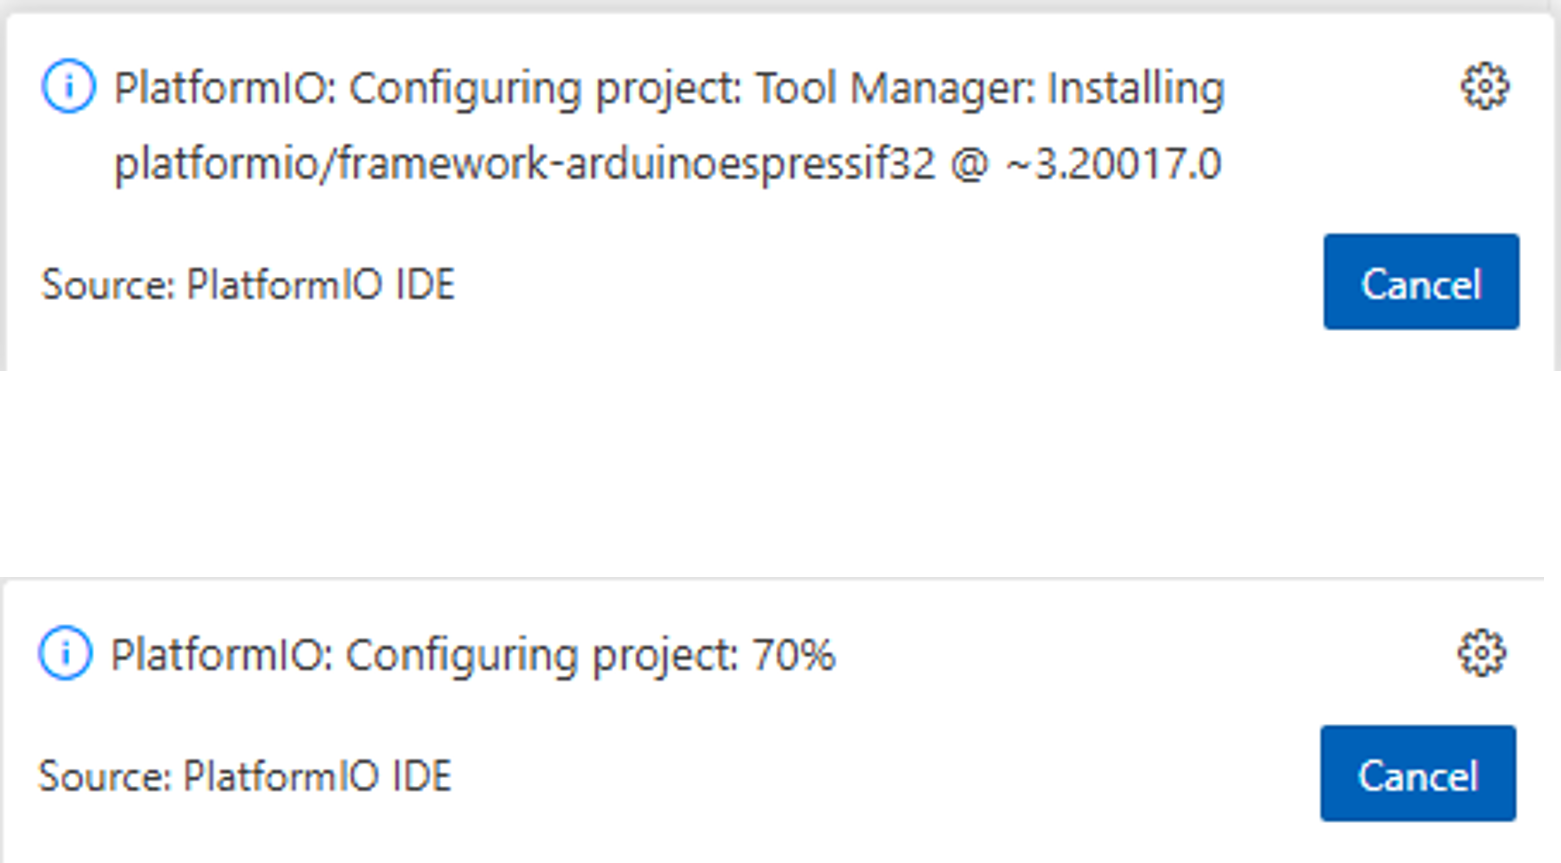 PlatformIO: Configuring project: Tool Manager: Installing
platformio/framework-arduinoespressif32 @ ~3.20017.0
Source: PlatformIO IDE
Cancel
PlatformIO: Configuring project: 70%
Source: PlatformIO IDE
Cancel